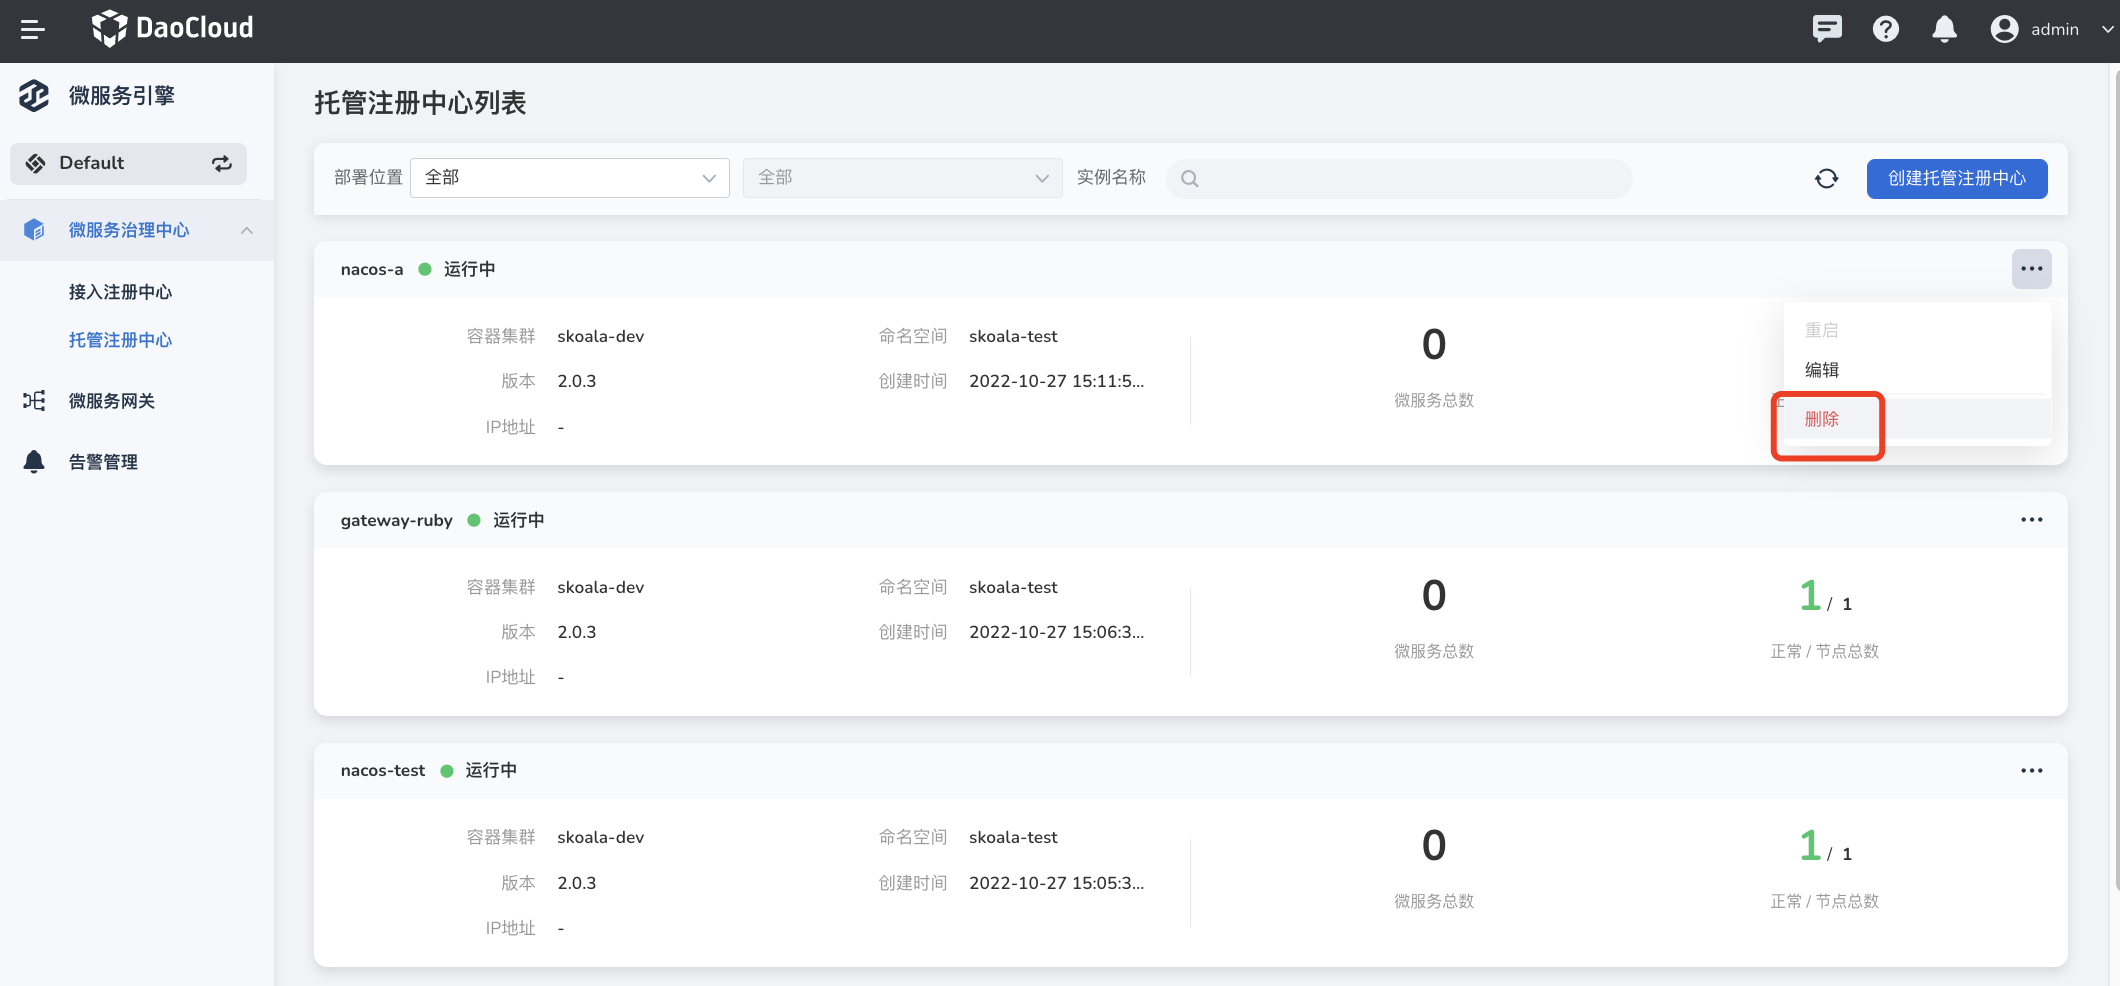 DaoCloud
admin
微服务引擎
Default
微服务治理中心
接入注册中心
托管注册中心
微服务网关
告警管理
托管注册中心列表
部署位置 全部 全部 实例名称 创建托管注册中心
nacos-a 运行中
容器集群 skoala-dev 命名空间 skoala-test
版本 2.0.3 创建时间 2022-10-27 15:11:5...
IP地址 -
0
微服务总数
重启
编辑
删除
gateway-ruby 运行中
容器集群 skoala-dev 命名空间 skoala-test
版本 2.0.3 创建时间 2022-10-27 15:06:3...
IP地址 -
0
微服务总数
1 / 1
正常 / 节点总数
nacos-test 运行中
容器集群 skoala-dev 命名空间 skoala-test
版本 2.0.3 创建时间 2022-10-27 15:05:3...
IP地址 -
0
微服务总数
1 / 1
正常 / 节点总数